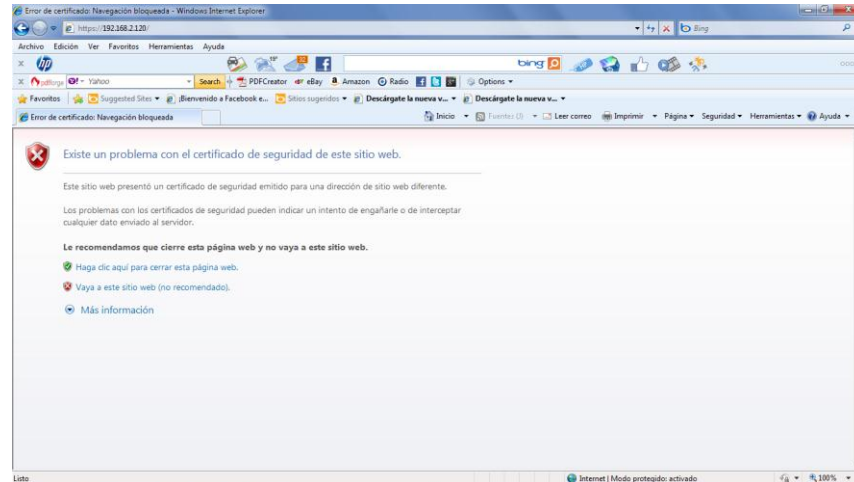 Error de certificado: Navegación bloqueada - Windows Internet Explorer
https://192.168.2.120/
Bing
Archivo Edición Ver Favoritos Herramientas Ayuda
hp
bing
Yahoo Search PDFCreator eBay Amazon Radio Options
Favoritos Suggested Sites ¡Bienvenido a Facebook e... Sitios sugeridos Descárgate la nueva v... Descárgate la nueva v...
Error de certificado: Navegación bloqueada
Inicio Fuentes Leer correo Imprimir Página Seguridad Herramientas Ayuda
Existe un problema con el certificado de seguridad de este sitio web.
Este sitio web presentó un certificado de seguridad emitido para una dirección de sitio web diferente.
Los problemas con los certificados de seguridad pueden indicar un intento de engañarle o de interceptar
cualquier dato enviado al servidor.
Le recomendamos que cierre esta página web y no vaya a este sitio web.
Haga clic aquí para cerrar esta página web.
Vaya a este sitio web (no recomendado).
Más información
Listo
Internet | Modo protegido: activado
100%